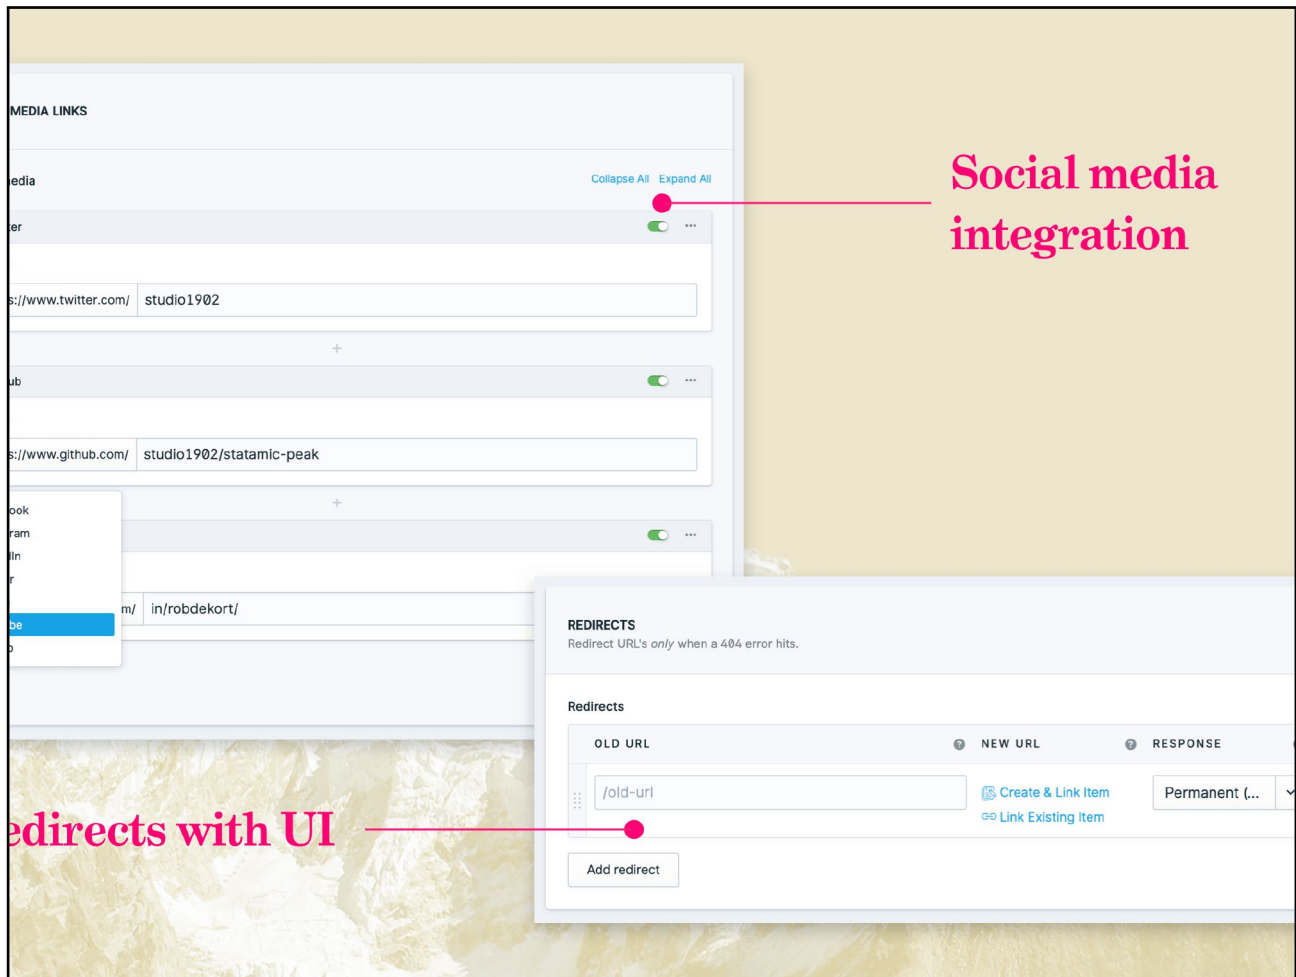 MEDIA LINKS
edia
Collapse All Expand All
Social media
integration
ter
s://www.twitter.com/ studio1902
+
ub
s://www.github.com/ studio1902/statamic-peak
+
ook
ram
dIn
r
be
o
m/ in/robdekort/
REDIRECTS
Redirect URL's only when a 404 error hits.
Redirects
OLD URL NEW URL RESPONSE
/old-url
Create & Link Item
Permanent (...
Link Existing Item
edirects with UI
Add redirect